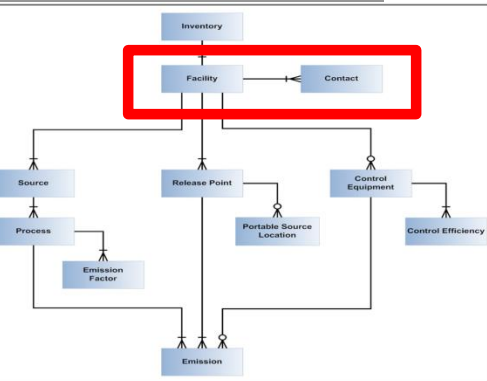 Inventory
Facility
Contact
Source
Release Point
Control
Equipment
Process
Portable Source
Location
Control Efficiency
Emission
Factor
Emission